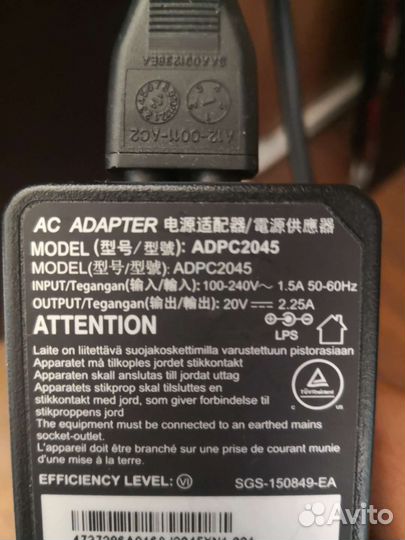 A12-0011-AC2
AC ADAPTER 电源适配器/電源供應器
MODEL (型号/型號): ADPC2045
MODEL(型号/型號): ADPC2045
INPUT/Tegangan(输入/輸入):100-240V～ 1.5A 50-60Hz
OUTPUT/Tegangan(输出/輸出): 20V 2.25A
ATTENTION
LPS
Laite on liitettävä suojakoskettimilla varustettuun pistorasiaan
Apparatet må tilkoples jordet stikkontakt
Apparaten skall anslutas till jordat uttag
Apparatets stikprop skal tilsluttes en
stikkontakt med jord, som giver forbindelse til
stikproppens jord
The equipment must be connected to an earthed mains
socket-outlet.
L'appareil doit être branché sur une prise de courant munie
d'une mise à la terre.
TÜVRheinland
C US
EFFICIENCY LEVEL: VI
SGS-150849-EA
Avito